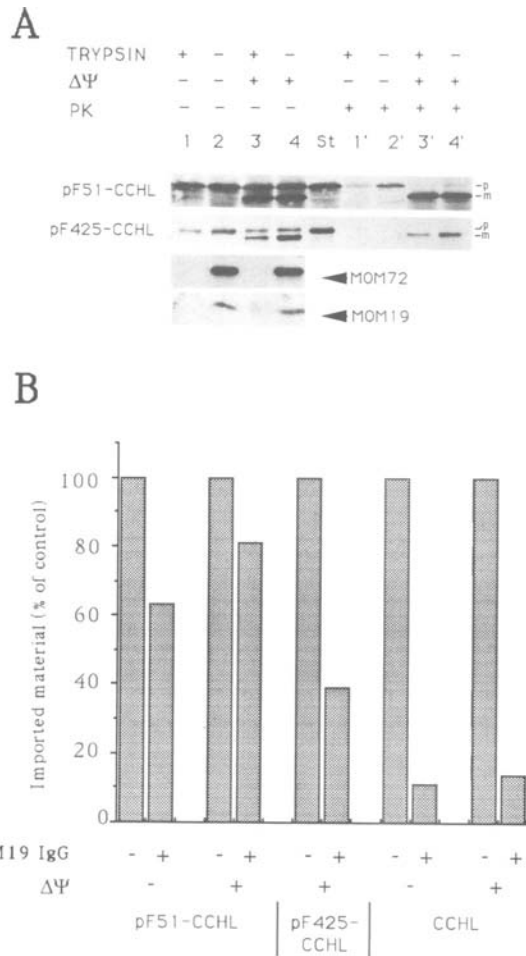 A
TRYPSIN + - + - + - + -
ΔΨ - - + + - - + +
PK - - - - + + + +
1 2 3 4 St 1' 2' 3' 4'
pF51-CCHL -p
-m
pF425-CCHL -p
-m
MOM72
MOM19
B
Imported material (% of control)
100
80
60
40
20
0
M19 IgG - + - + - + - + - +
ΔΨ - + + - +
pF51-CCHL pF425-CCHL CCHL